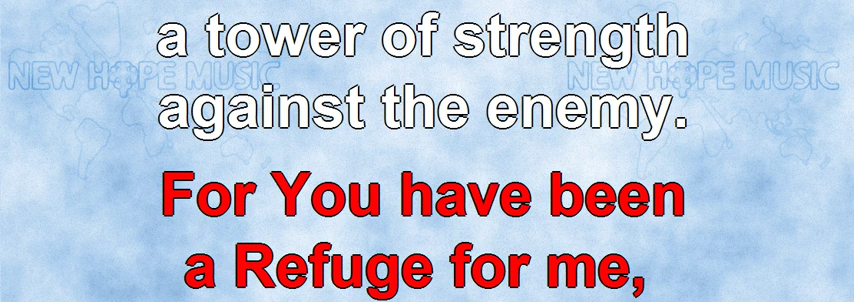 a tower of strength
NEW HOPE MUSIC NEW HOPE MUSIC
against the enemy.
For You have been
a Refuge for me,